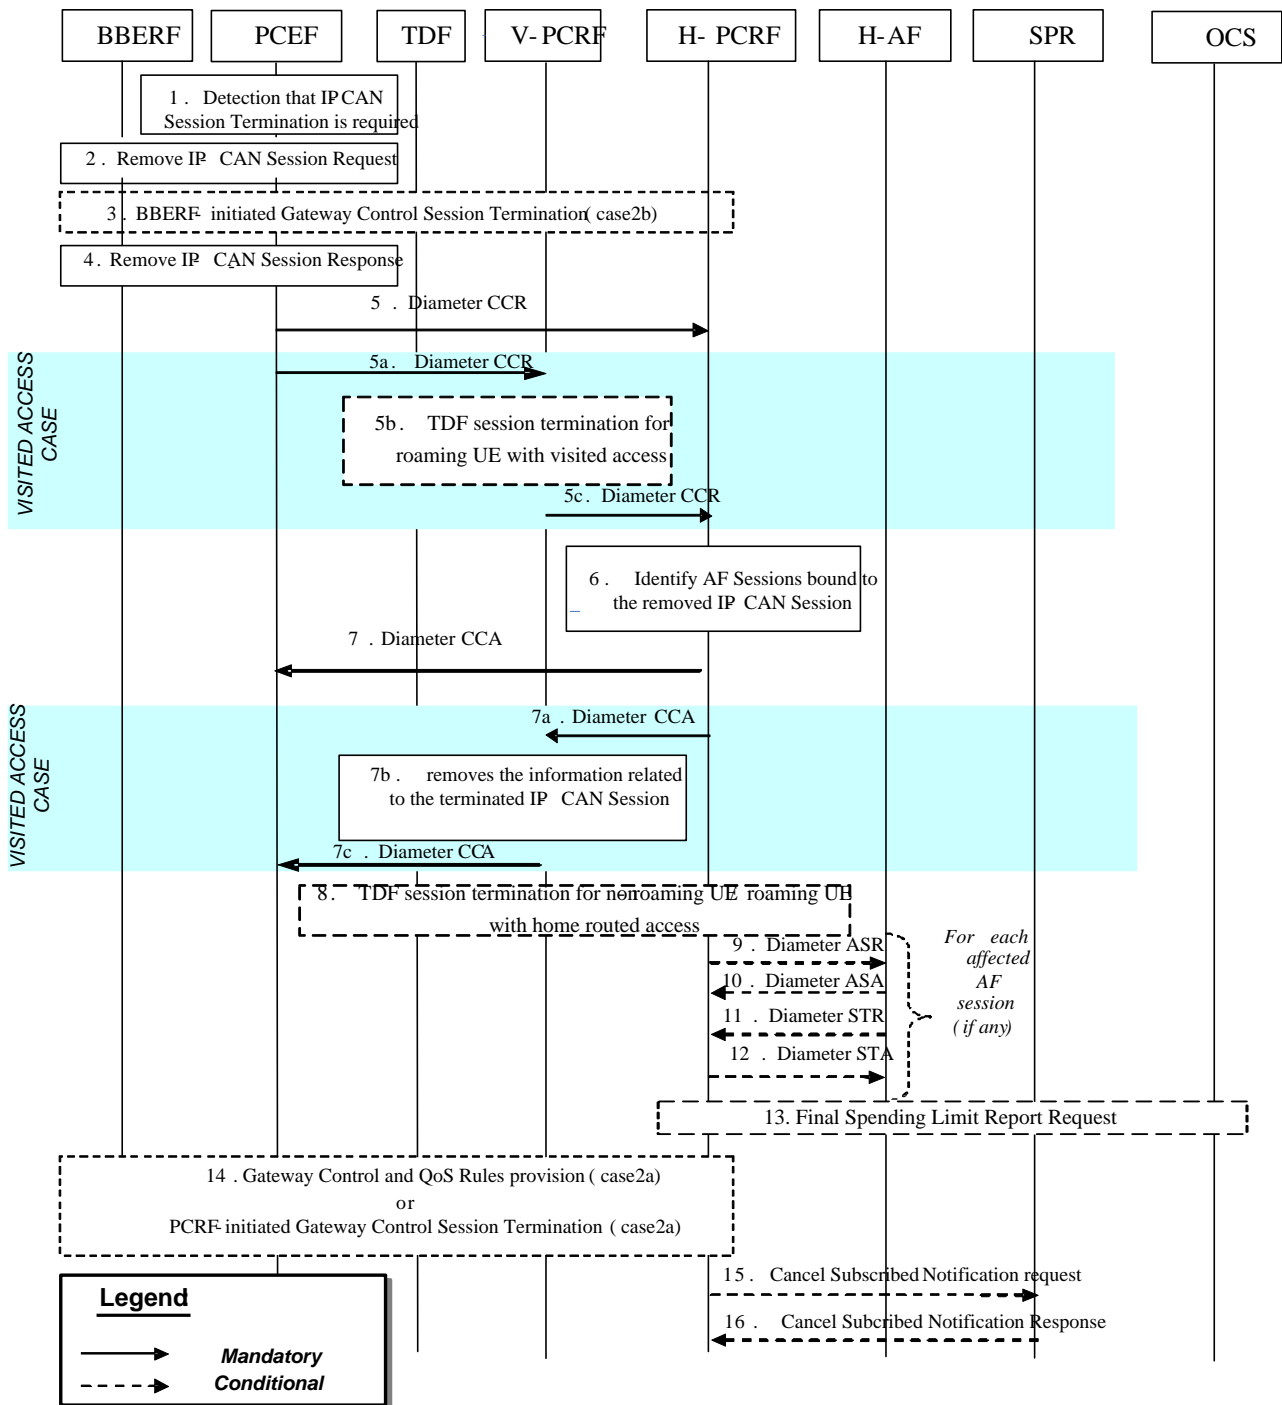 BBERF
PCEF
TDF
V- PCRF
H- PCRF
H-AF
SPR
OCS
1 . Detection that IP CAN
Session Termination is required
2 . Remove IP CAN Session Request
3 . BBERF- initiated Gateway Control Session Termination( case2b)
4 . Remove IP CAN Session Response
5 . Diameter CCR
VISITED ACCESS
CASE
5a. Diameter CCR
5b. TDF session termination for
roaming UE with visited access
5c. Diameter CCR
6 . Identify AF Sessions bound to
the removed IP CAN Session
7 . Diameter CCA
VISITED ACCESS
CASE
7a . Diameter CCA
7b . removes the information related
to the terminated IP CAN Session
7c . Diameter CCA
8. TDF session termination for nonroaming UE roaming UE
with home routed access
9 . Diameter ASR
10 . Diameter ASA
11 . Diameter STR
12 . Diameter STA
For each
affected
AF
session
( if any)
13. Final Spending Limit Report Request
14 . Gateway Control and QoS Rules provision ( case2a)
or
PCRF- initiated Gateway Control Session Termination ( case2a)
15 . Cancel Subscribed Notification request
16 . Cancel Subcribed Notification Response
Legend
Mandatory
Conditional